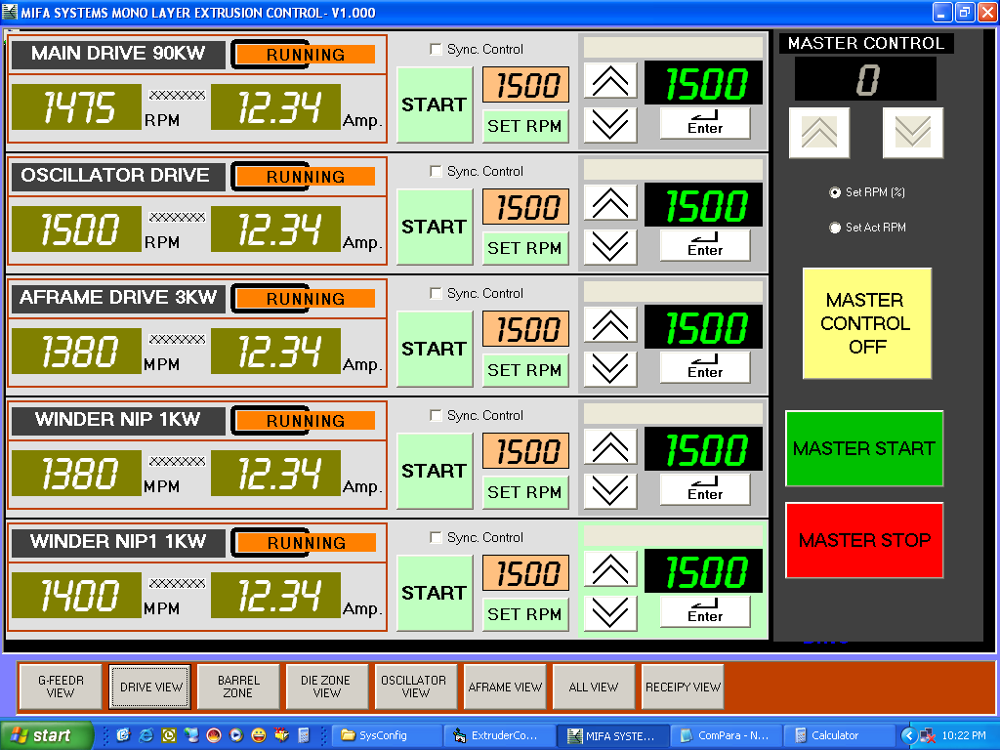 MIFA SYSTEMS MONO LAYER EXTRUSION CONTROL- V1.000
MAIN DRIVE 90KW
RUNNING
1475
XXXXXXX
RPM
12.34
Amp.
Sync. Control
START
1500
SET RPM
1500
Enter
OSCILLATOR DRIVE
RUNNING
1500
XXXXXXX
RPM
12.34
Amp.
Sync. Control
START
1500
SET RPM
1500
Enter
AFRAME DRIVE 3KW
RUNNING
1380
XXXXXXX
MPM
12.34
Amp.
Sync. Control
START
1500
SET RPM
1500
Enter
WINDER NIP 1KW
RUNNING
1380
XXXXXXX
MPM
12.34
Amp.
Sync. Control
START
1500
SET RPM
1500
Enter
WINDER NIP1 1KW
RUNNING
1400
XXXXXXX
MPM
12.34
Amp.
Sync. Control
START
1500
SET RPM
1500
Enter
MASTER CONTROL
0
Set RPM (%)
Set Act RPM
MASTER
CONTROL
OFF
MASTER START
MASTER STOP
G-FEEDR
VIEW
DRIVE VIEW
BARREL
ZONE
DIE ZONE
VIEW
OSCILLATOR
VIEW
AFRAME VIEW
ALL VIEW
RECEIPY VIEW
start
SysConfig
ExtruderCo...
MIFA SYSTE...
ComPara - N...
Calculator
10:22 PM